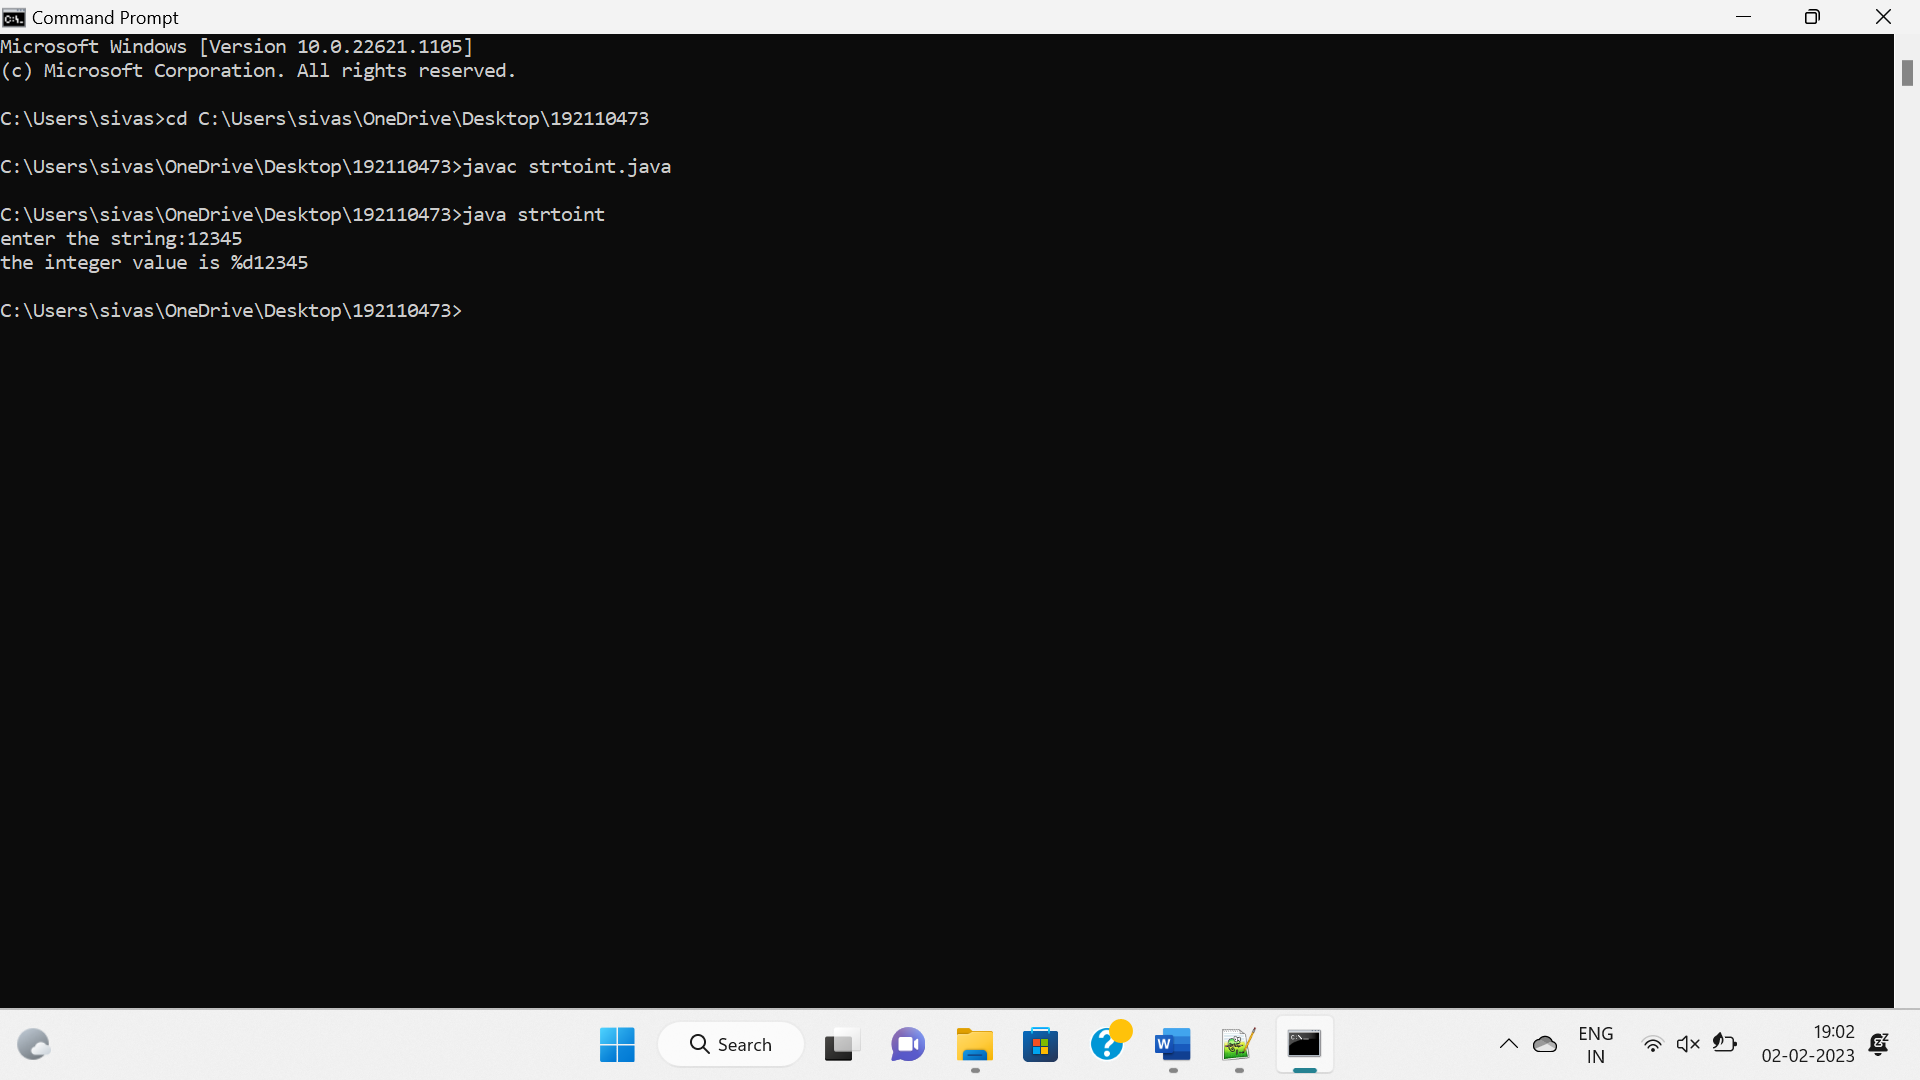 Command Prompt
Microsoft Windows [Version 10.0.22621.1105]
(c) Microsoft Corporation. All rights reserved.
C:\Users\sivas>cd C:\Users\sivas\OneDrive\Desktop\192110473
C:\Users\sivas\OneDrive\Desktop\192110473>javac strtoint.java
C:\Users\sivas\OneDrive\Desktop\192110473>java strtoint
enter the string:12345
the integer value is %d12345
C:\Users\sivas\OneDrive\Desktop\192110473>
Search
ENG
IN
19:02
02-02-2023